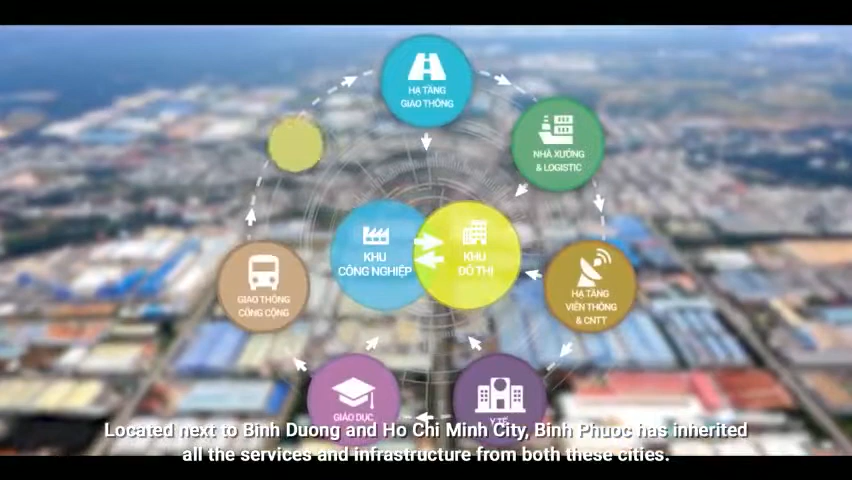 HẠ TẦNG
GIAO THÔNG
NHÀ XƯỞNG
& LOGISTIC
KHU
CÔNG NGHIỆP
KHU
ĐÔ THỊ
HẠ TẦNG
VIỄN THÔNG
& CNTT
GIAO THÔNG
CÔNG CỘNG
GIÁO DỤC
Y TẾ
Located next to Binh Duong and Ho Chi Minh City, Binh Phuoc has inherited
all the services and infrastructure from both these cities.